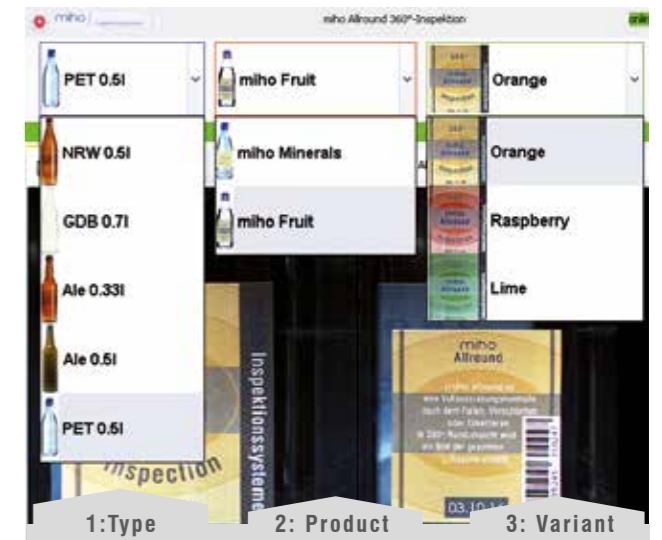 miho
miho Allround 360°-Inspektion
PET 0.5l
miho Fruit
Orange
NRW 0.5l
GDB 0.7l
Ale 0.33l
Ale 0.5l
PET 0.5l
miho Minerals
miho Fruit
Orange
Raspberry
Lime
Inspektionssysteme
Inspection
miho
Allround
03.10
1:Type
2: Product
3: Variant